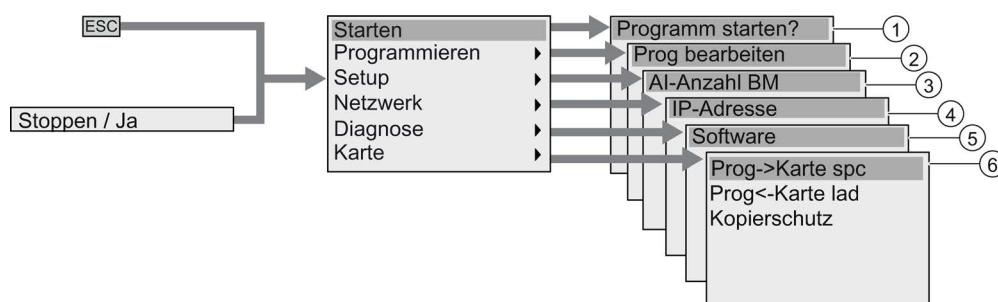 ESC
Stoppen / Ja
Starten
Programmieren
Setup
Netzwerk
Diagnose
Karte
Programm starten?
Prog bearbeiten
AI-Anzahl BM
IP-Adresse
Software
Prog->Karte spc
Prog<-Karte lad
Kopierschutz
1
2
3
4
5
6